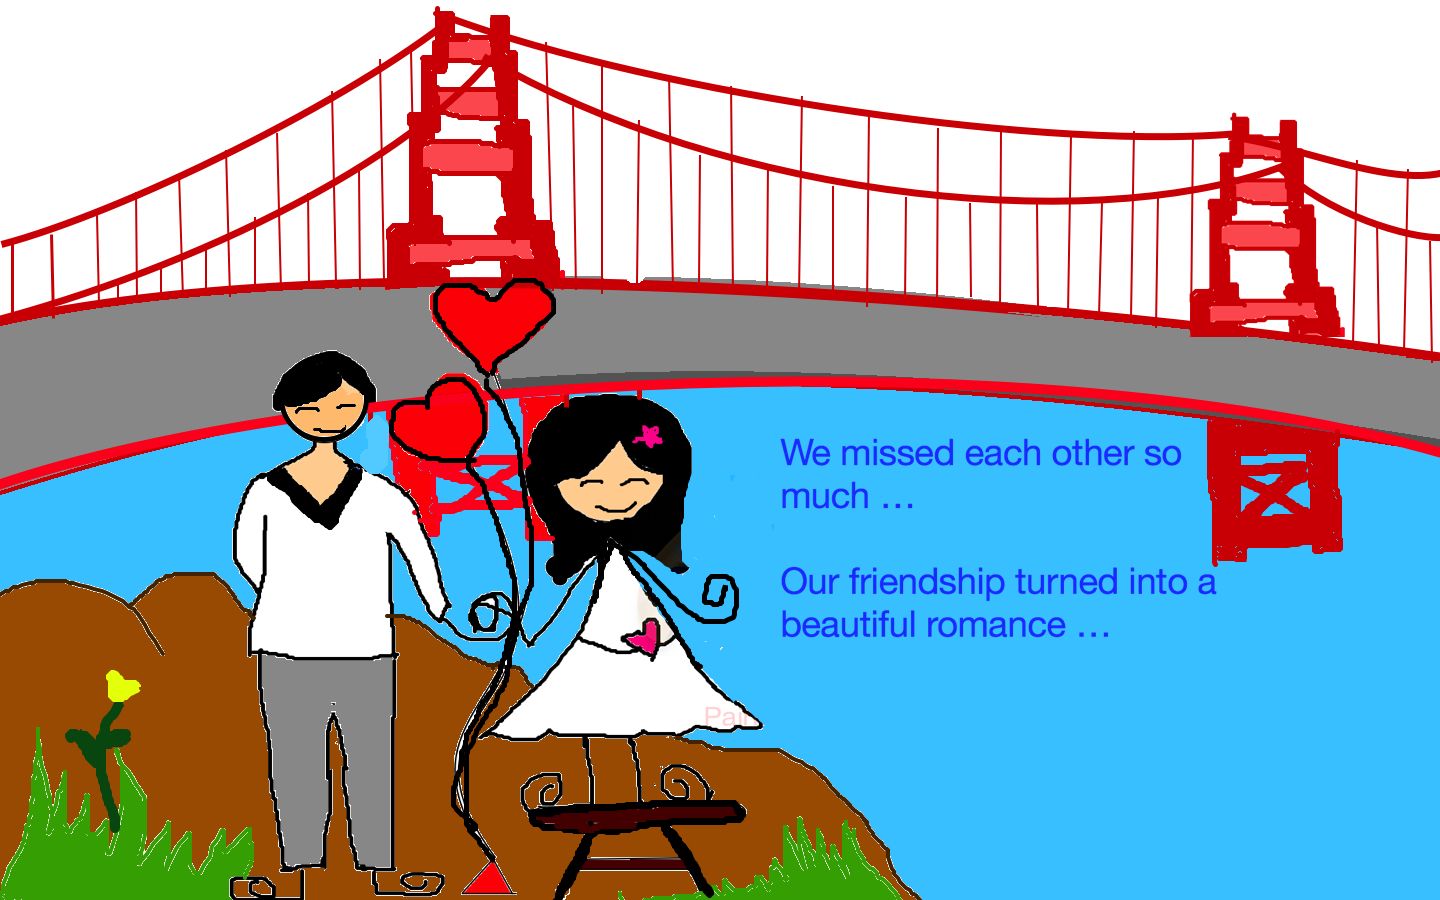 We missed each other so
much …
Our friendship turned into a
beautiful romance …